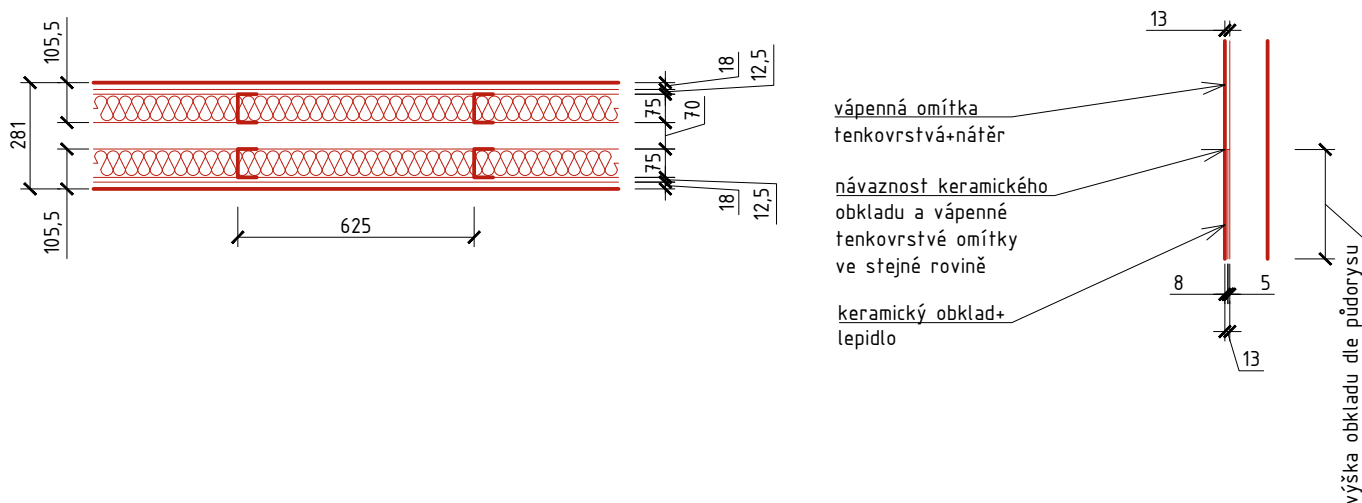 105,5
281
105,5
625
18
12,5
75
70
75
18
12,5
13
vápenná omítka
tenkovrstvá+nátěr
návaznost keramického
obkladu a vápenné
tenkovrstvé omítky
ve stejné rovině
keramický obklad+
lepidlo
8
5
13
výška obkladu dle půdorysu